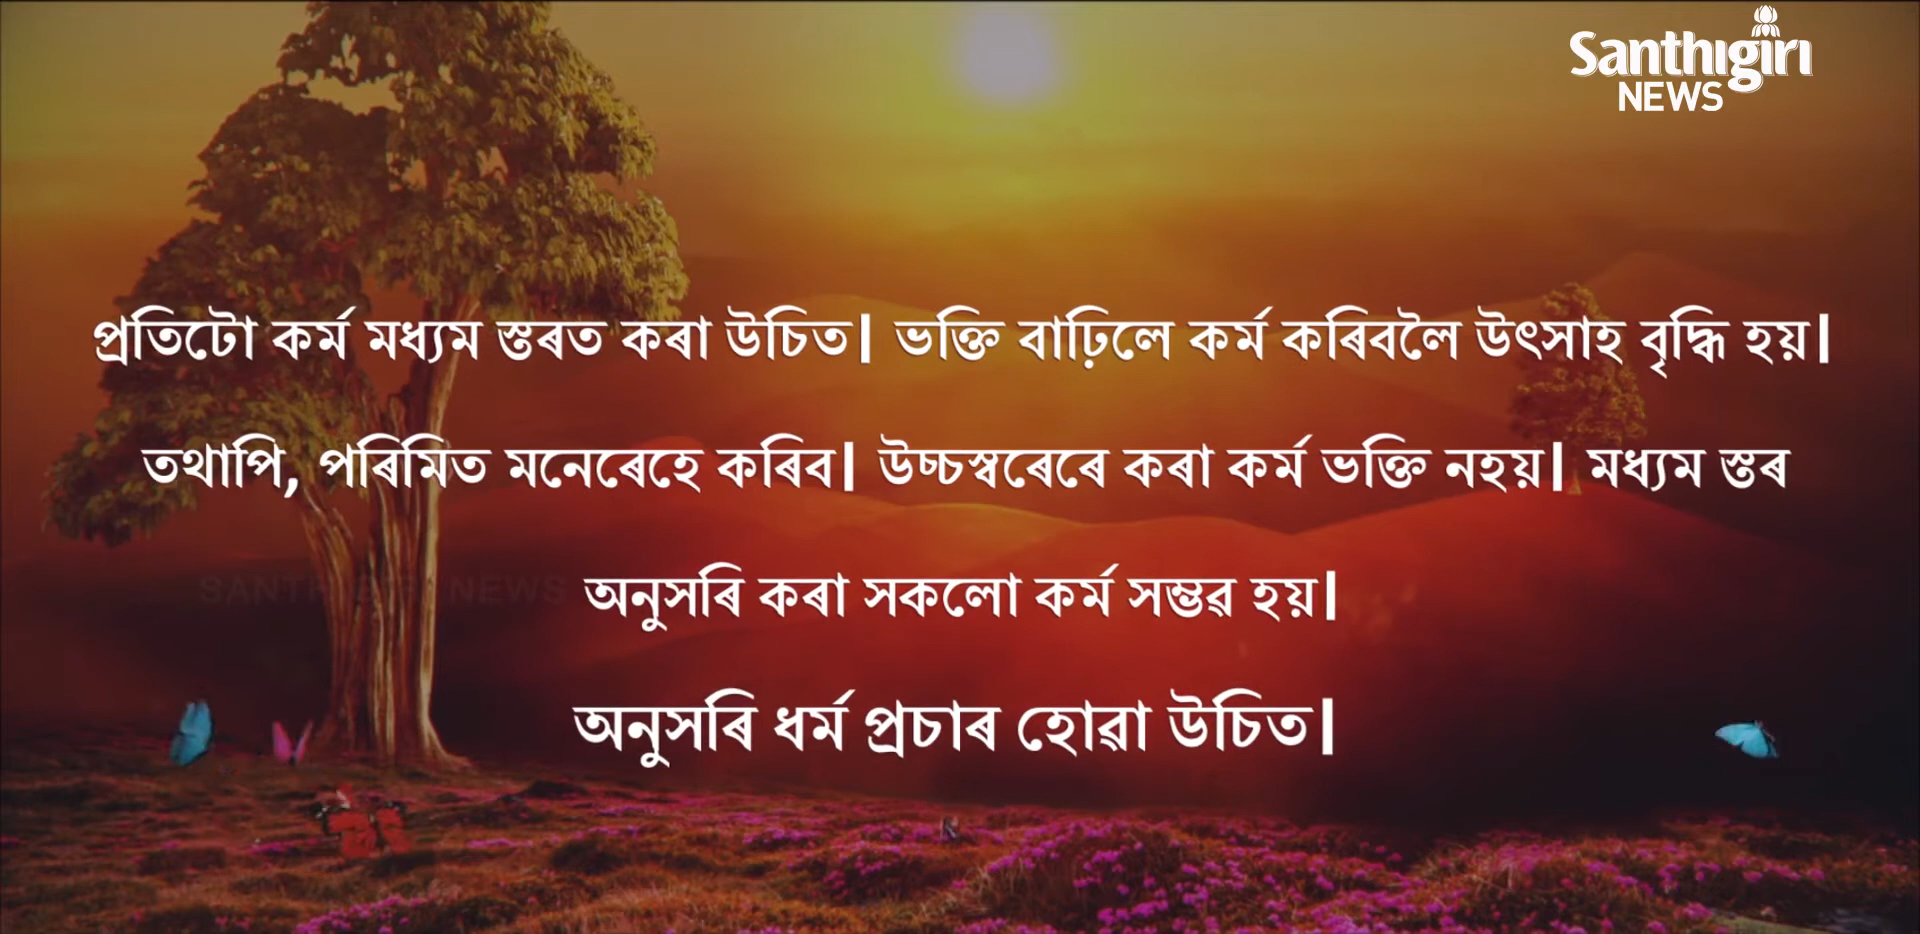 Santhigiri
NEWS
প্ৰতিটো কৰ্ম মধ্যম স্তৰত কৰা উচিত| ভক্তি বাঢ়িলে কৰ্ম কৰিবলৈ উৎসাহ বৃদ্ধি হয়|
তথাপি, পৰিমিত মনেৰেহে কৰিব| উচ্চস্বৰেৰে কৰা কৰ্ম ভক্তি নহয়| মধ্যম স্তৰ
SANTHIGIRI NEWS
অনুসৰি কৰা সকলো কৰ্ম সম্ভৱ হয়|
অনুসৰি ধৰ্ম প্ৰচাৰ হোৱা উচিত|